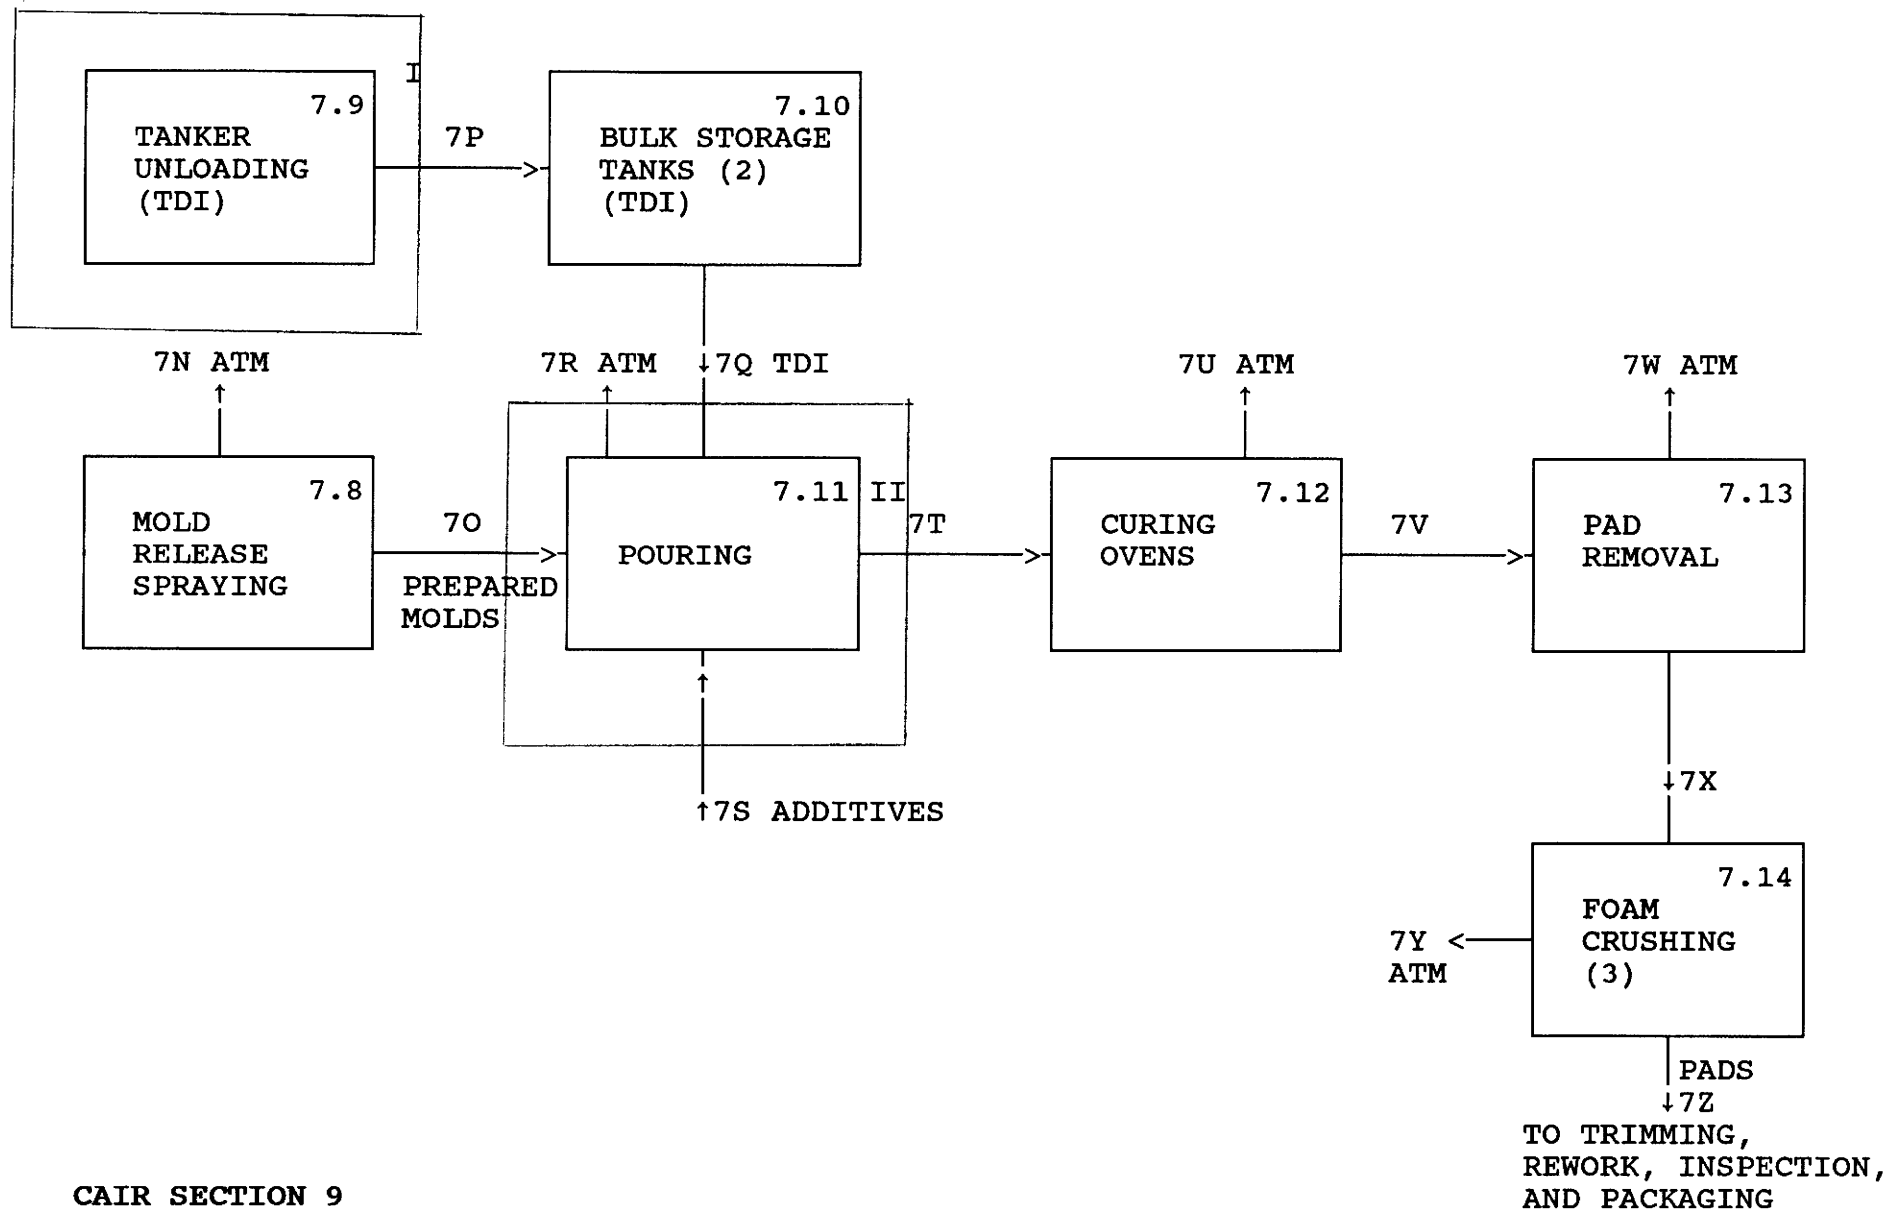 I
7.9
TANKER
UNLOADING
(TDI)
7P
7.10
BULK STORAGE
TANKS (2)
(TDI)
7N ATM
7R ATM
↓7Q TDI
7U ATM
7W ATM
7.8
MOLD
RELEASE
SPRAYING
7O
PREPARED
MOLDS
7.11
POURING
II
7T
7.12
CURING
OVENS
7V
7.13
PAD
REMOVAL
↑7S ADDITIVES
↓7X
7.14
FOAM
CRUSHING
(3)
7Y
ATM
PADS
↓7Z
TO TRIMMING,
REWORK, INSPECTION,
AND PACKAGING
CAIR SECTION 9